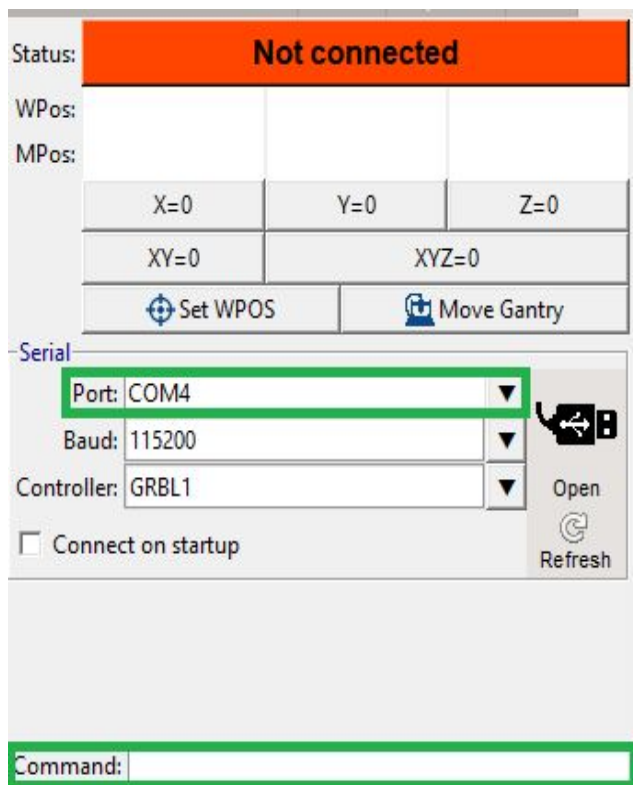 Status: Not connected
WPos:
MPos:
X=0 Y=0 Z=0
XY=0 XYZ=0
Set WPOS Move Gantry
Serial
Port: COM4
Baud: 115200
Controller: GRBL1 Open
Connect on startup Refresh
Command: